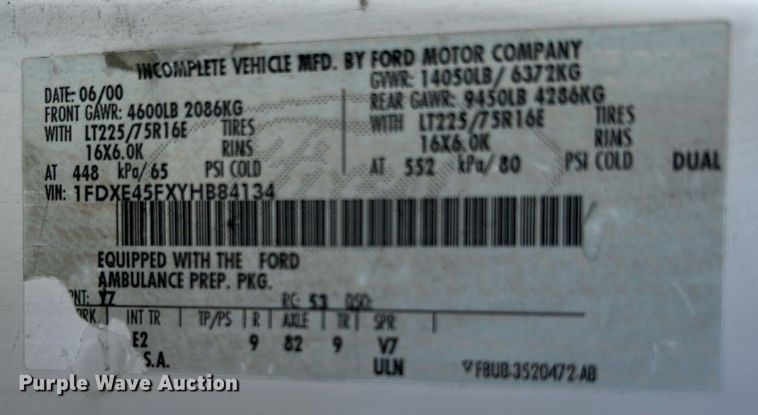 INCOMPLETE VEHICLE MFD. BY FORD MOTOR COMPANY
DATE: 06/00 GVWR: 14050LB/ 6372KG
FRONT GAWR: 4600LB 2086KG REAR GAWR: 9450LB 4286KG
WITH LT225/75R16E TIRES WITH LT225/75R16E TIRES
16X6.0K RIMS 16X6.0K RIMS
AT 448 kPa/65 PSI COLD AT 552 kPa/80 PSI COLD DUAL
VIN: 1FDXE45FXYHB84134
EQUIPPED WITH THE FORD
AMBULANCE PREP. PKG.
PNT: Y7 RC: 53 DSO:
BRK INT TR TP/PS R AXLE TR SPR
E2 9 82 9 V7
S.A. ULN F8UB-3520472-AB
Purple Wave Auction